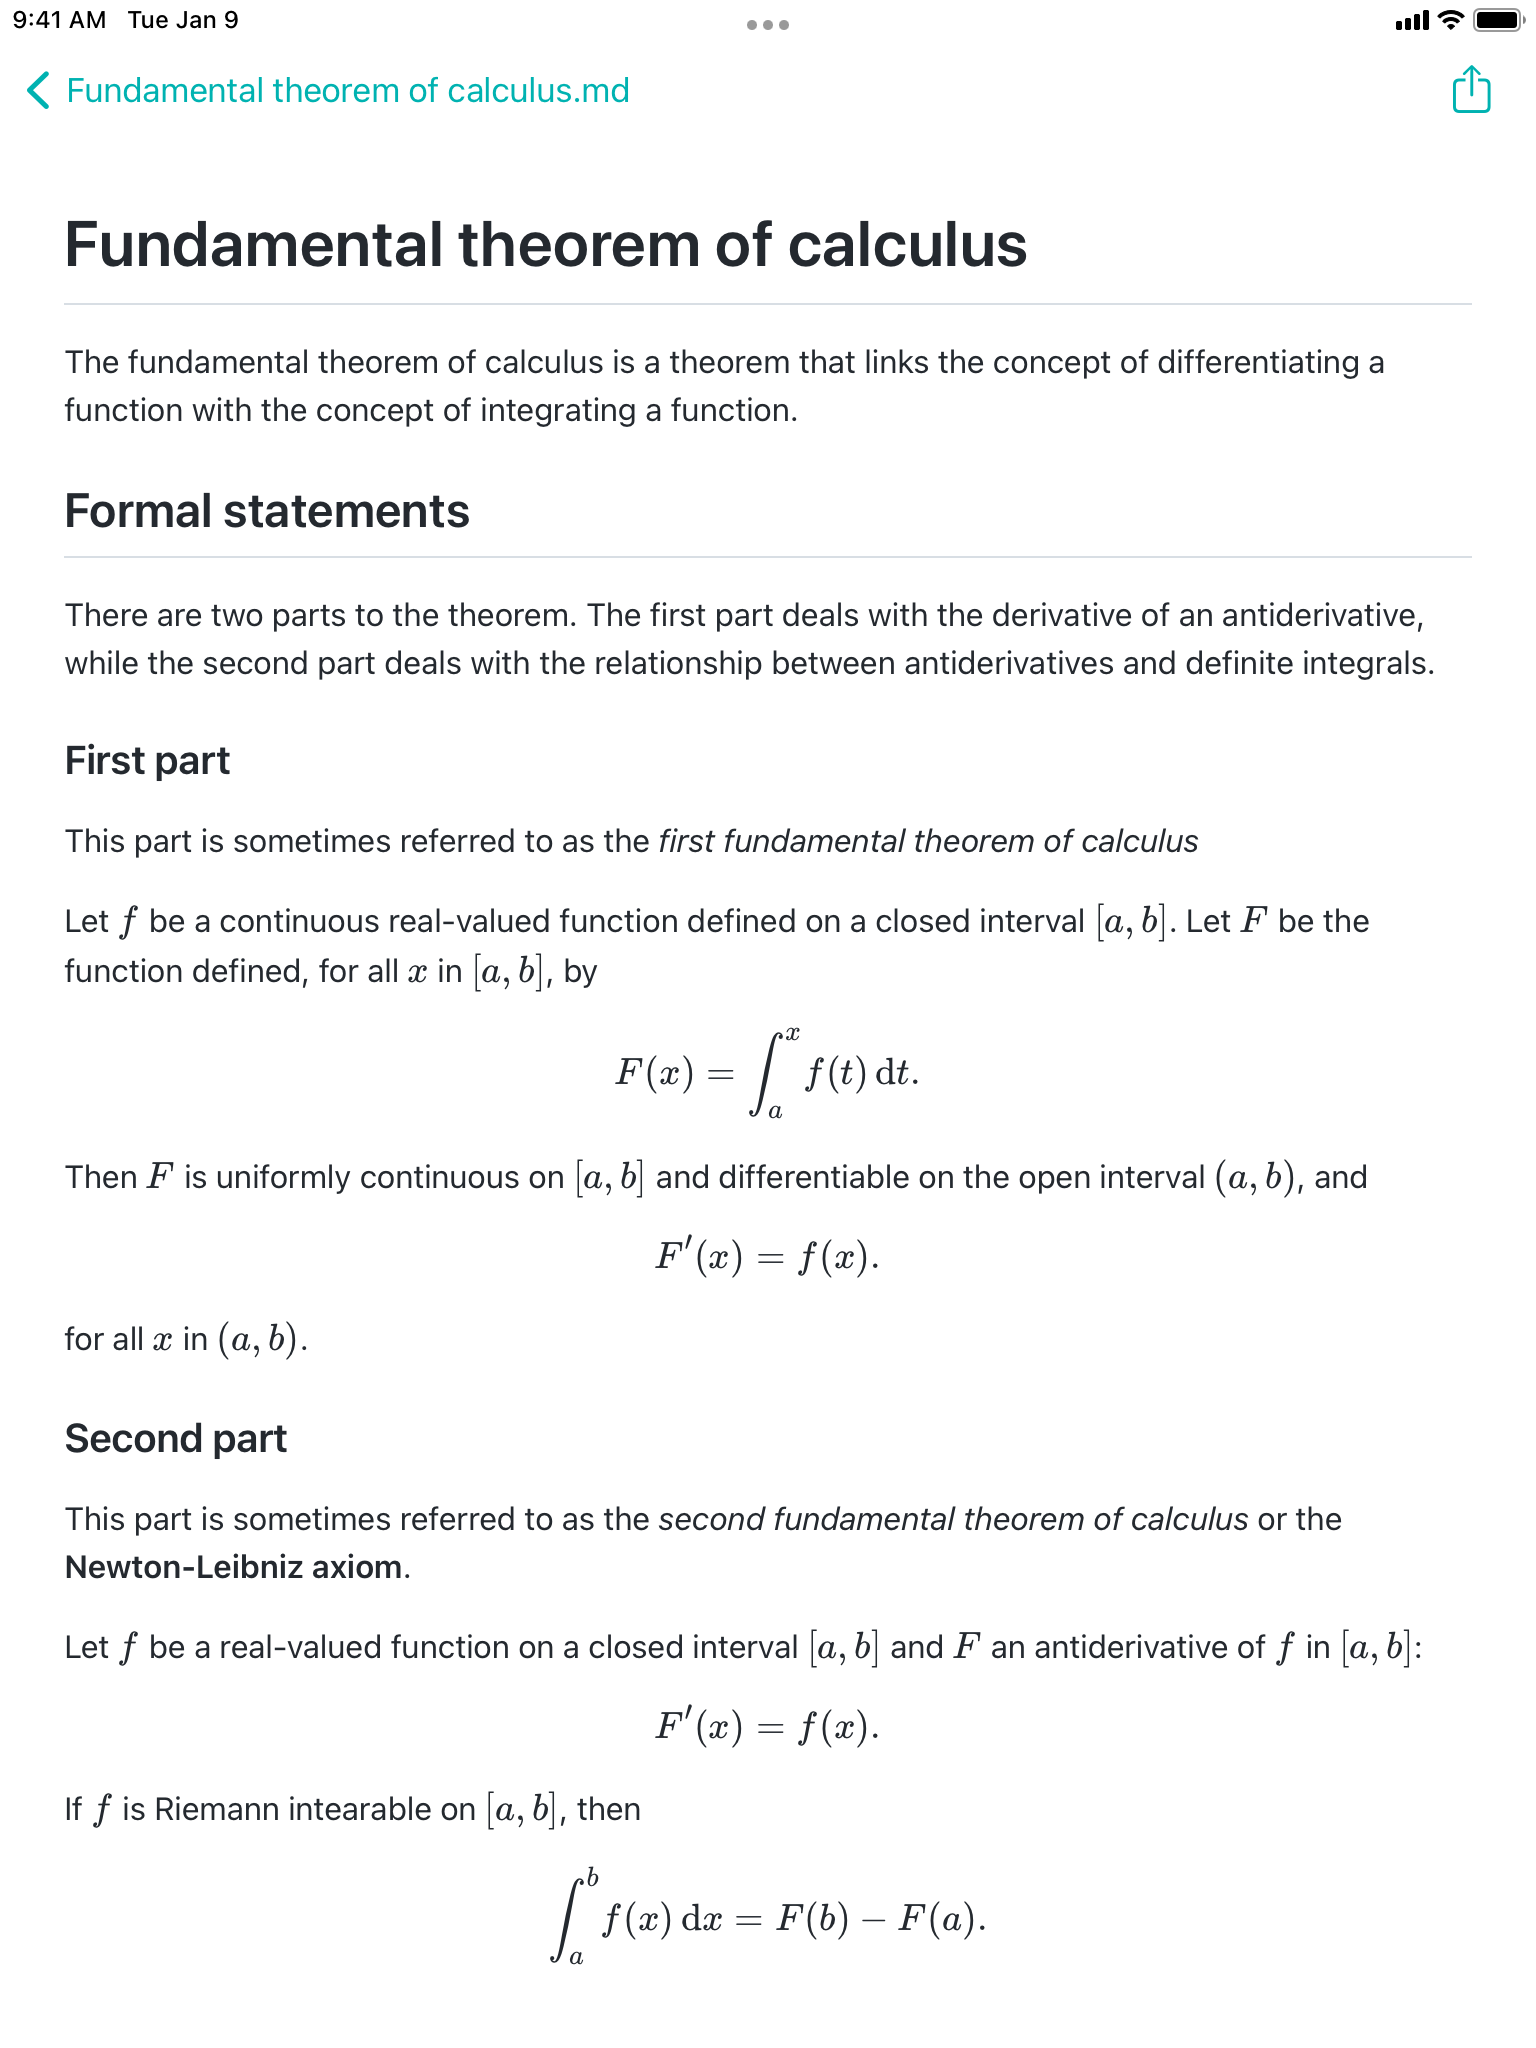 9:41 AM Tue Jan 9
Fundamental theorem of calculus.md
Fundamental theorem of calculus
The fundamental theorem of calculus is a theorem that links the concept of differentiating a
function with the concept of integrating a function.
Formal statements
There are two parts to the theorem. The first part deals with the derivative of an antiderivative,
while the second part deals with the relationship between antiderivatives and definite integrals.
First part
This part is sometimes referred to as the first fundamental theorem of calculus
Let f be a continuous real-valued function defined on a closed interval [a, b]. Let F be the
function defined, for all x in [a, b], by
F(x) = ∫ₐˣ f(t) dt.
Then F is uniformly continuous on [a, b] and differentiable on the open interval (a, b), and
F′(x) = f(x).
for all x in (a, b).
Second part
This part is sometimes referred to as the second fundamental theorem of calculus or the
Newton-Leibniz axiom.
Let f be a real-valued function on a closed interval [a, b] and F an antiderivative of f in [a, b]:
F′(x) = f(x).
If f is Riemann intearable on [a, b], then
∫ₐᵇ f(x) dx = F(b) − F(a).